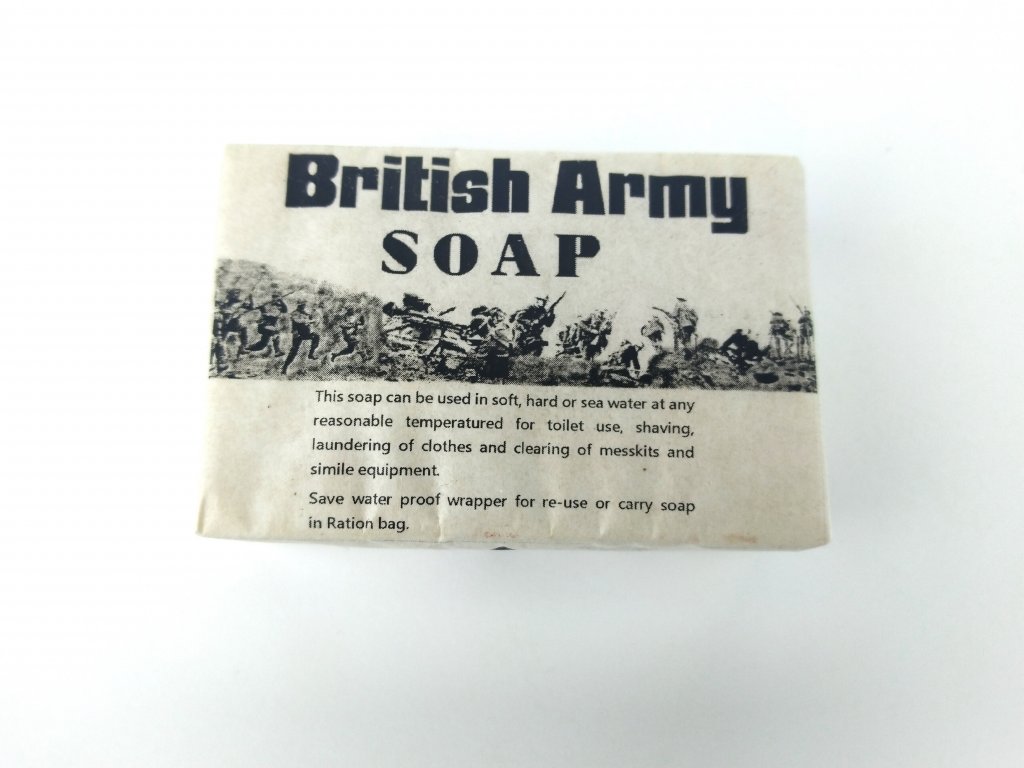 British Army
SOAP
This soap can be used in soft, hard or sea water at any
reasonable temperatured for toilet use, shaving,
laundering of clothes and clearing of messkits and
simile equipment.
Save water proof wrapper for re-use or carry soap
in Ration bag.